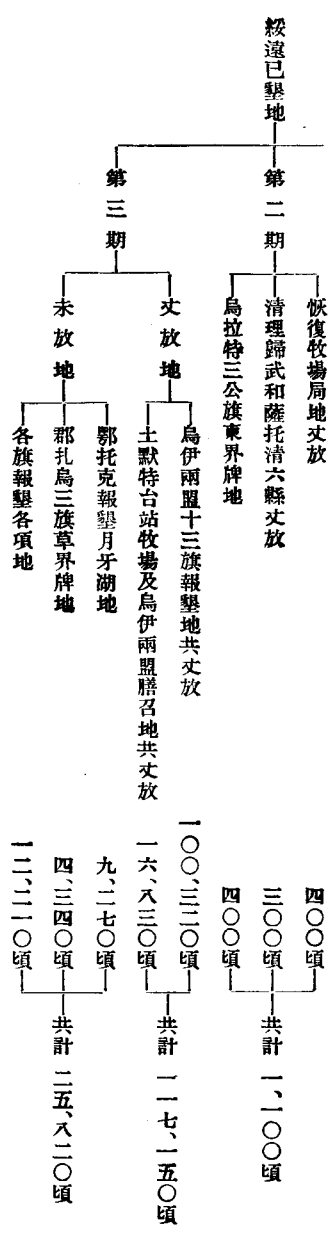 綏遠已墾地
第二期
恢復牧場局地丈放 四〇〇頃
清理歸武和薩托清六縣丈放 三〇〇頃
烏拉特三公旗東界牌地 四〇〇頃
共計 一、一〇〇頃
第三期
丈放地
烏伊兩盟十三旗報墾地共丈放 一〇〇、三二〇頃
土默特台站牧場及烏伊兩盟膳召地共丈放 一六、八三〇頃
共計 一一七、一五〇頃
未放地
鄂托克報墾月牙湖地 九、二七〇頃
郡扎烏三旗草界牌地 四、三四〇頃
各旗報墾各項地 一二、二一〇頃
共計 二五、八二〇頃